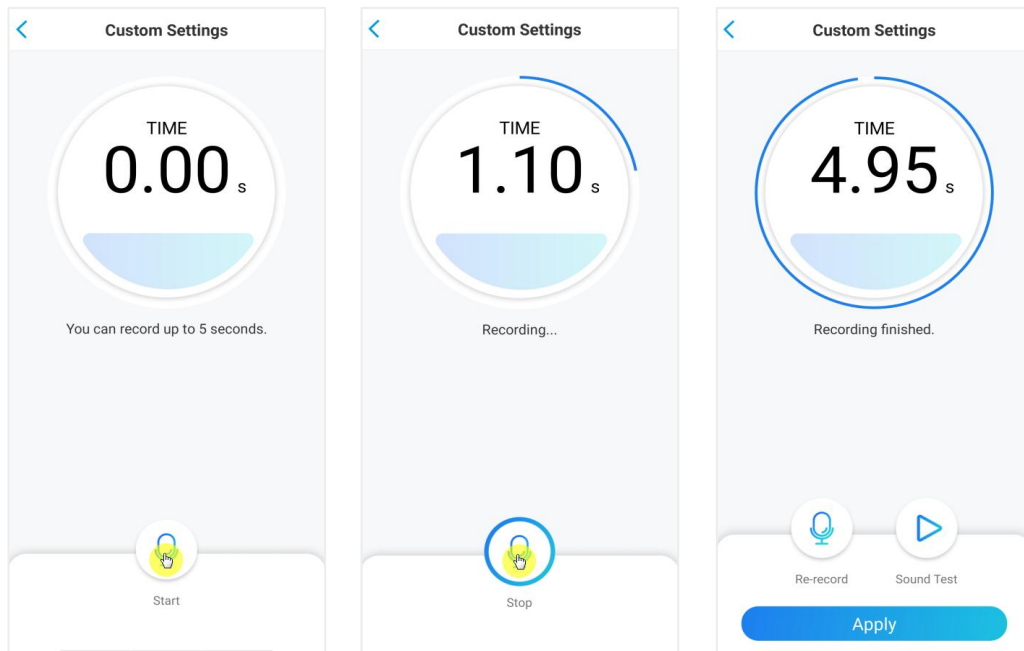 Custom Settings
TIME
0.00 s
You can record up to 5 seconds.
Start
Custom Settings
TIME
1.10 s
Recording...
Stop
Custom Settings
TIME
4.95 s
Recording finished.
Re-record
Sound Test
Apply